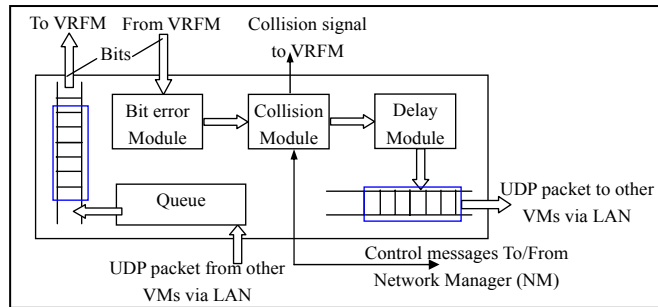 To VRFM
From VRFM
Collision signal
to VRFM
Bits
Bit error
Module
Collision
Module
Delay
Module
Queue
UDP packet to other
VMs via LAN
UDP packet from other
VMs via LAN
Control messages To/From
Network Manager (NM)